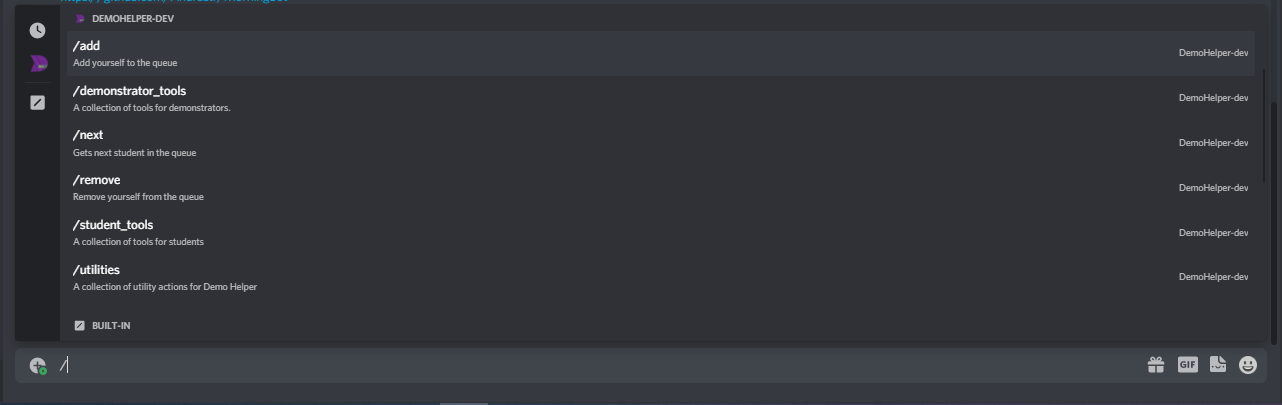 DEMOHELPER-DEV
/add
Add yourself to the queue
DemoHelper-dev
/demonstrator_tools
A collection of tools for demonstrators.
DemoHelper-dev
/next
Gets next student in the queue
DemoHelper-dev
/remove
Remove yourself from the queue
DemoHelper-dev
/student_tools
A collection of tools for students
DemoHelper-dev
/utilities
A collection of utility actions for Demo Helper
DemoHelper-dev
BUILT-IN
/
GIF